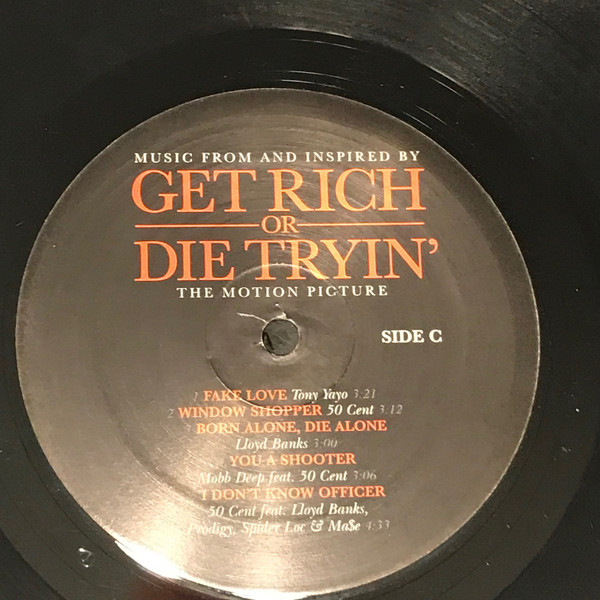 MUSIC FROM AND INSPIRED BY
GET RICH
OR
DIE TRYIN'
THE MOTION PICTURE
SIDE C
1 FAKE LOVE Tony Yayo 3:21
2 WINDOW SHOPPER 50 Cent 3:12
3 BORN ALONE, DIE ALONE
Lloyd Banks 3:00
YOU A SHOOTER
Mobb Deep feat. 50 Cent 3:06
I DON'T KNOW OFFICER
50 Cent feat. Lloyd Banks,
Prodigy, Spider Loc & Ma$e 4:33